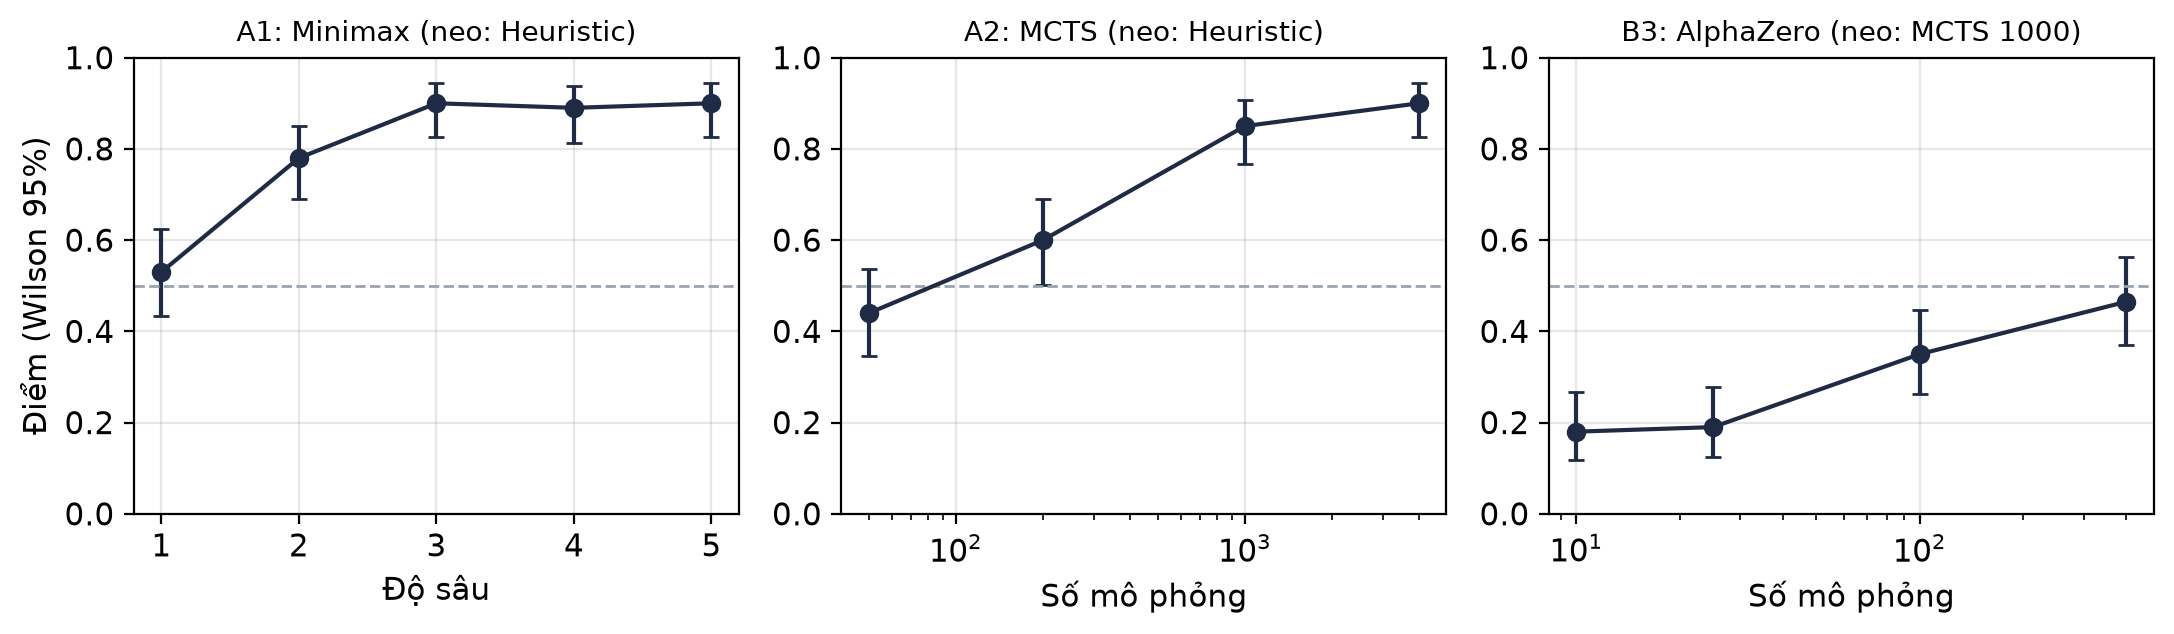 A1: Minimax (neo: Heuristic)
Điểm (Wilson 95%)
1.0
0.8
0.6
0.4
0.2
0.0
1 2 3 4 5
Độ sâu
A2: MCTS (neo: Heuristic)
1.0
0.8
0.6
0.4
0.2
0.0
10² 10³
Số mô phỏng
B3: AlphaZero (neo: MCTS 1000)
1.0
0.8
0.6
0.4
0.2
0.0
10¹ 10²
Số mô phỏng